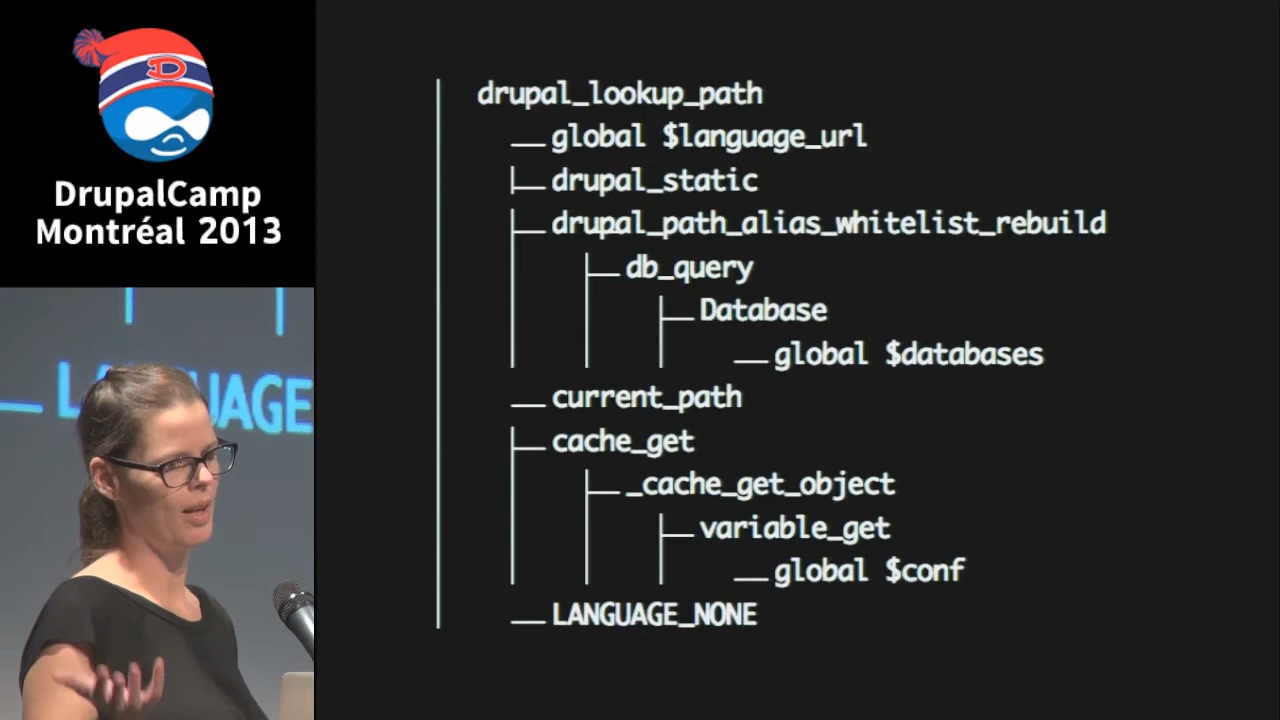 DrupalCamp
Montréal 2013
drupal_lookup_path
global $language_url
drupal_static
drupal_path_alias_whitelist_rebuild
db_query
Database
global $databases
current_path
cache_get
_cache_get_object
variable_get
global $conf
LANGUAGE_NONE